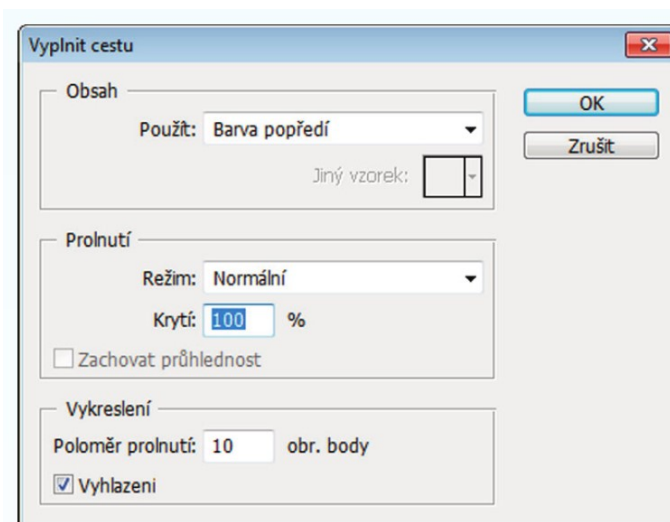 Vyplnit cestu
Obsah
Použít: Barva popředí
Jiný vzorek:
OK
Zrušit
Prolnutí
Režim: Normální
Krytí: 100 %
Zachovat průhlednost
Vykreslení
Poloměr prolnutí: 10 obr. body
Vyhlazeni